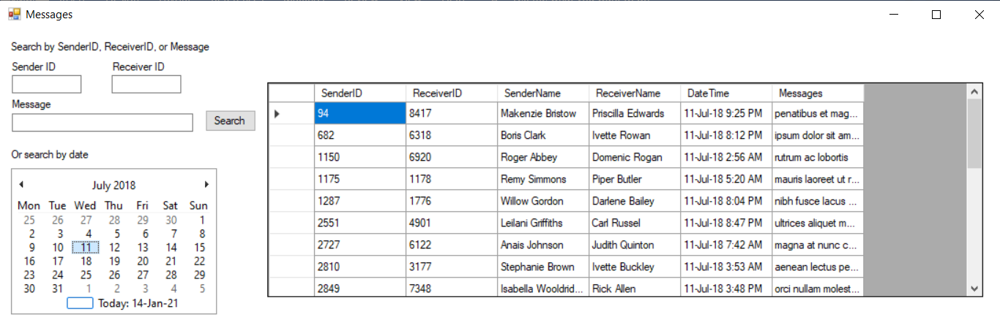 Messages
Search by SenderID, ReceiverID, or Message
Sender ID Receiver ID
Message
Search
Or search by date
July 2018
Mon Tue Wed Thu Fri Sat Sun
25 26 27 28 29 30 1
2 3 4 5 6 7 8
9 10 11 12 13 14 15
16 17 18 19 20 21 22
23 24 25 26 27 28 29
30 31 1 2 3 4 5
Today: 14-Jan-21
SenderID ReceiverID SenderName ReceiverName DateTime Messages
94 8417 Makenzie Bristow Priscilla Edwards 11-Jul-18 9:25 PM penatibus et mag...
682 6318 Boris Clark Ivette Rowan 11-Jul-18 8:12 PM ipsum dolor sit am...
1150 6920 Roger Abbey Domenic Rogan 11-Jul-18 2:56 AM rutrum ac lobortis
1175 1178 Remy Simmons Piper Butler 11-Jul-18 5:20 AM mauris laoreet ut r...
1287 1776 Willow Gordon Darlene Bailey 11-Jul-18 8:04 PM nibh fusce lacus ...
2551 4901 Leilani Griffiths Carl Russel 11-Jul-18 8:47 PM ultrices aliquet m...
2727 6122 Anais Johnson Judith Quinton 11-Jul-18 7:42 AM magna at nunc c...
2810 3177 Stephanie Brown Ivette Buckley 11-Jul-18 3:53 AM aenean lectus pe...
2849 7348 Isabella Wooldrid... Rick Allen 11-Jul-18 3:48 PM orci nullam molest...